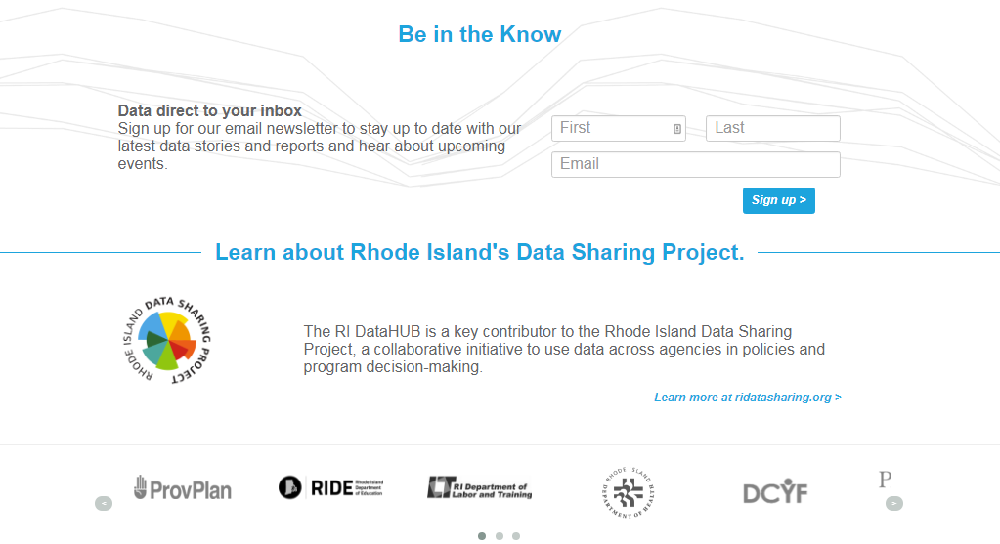 Be in the Know
Data direct to your inbox
Sign up for our email newsletter to stay up to date with our
latest data stories and reports and hear about upcoming
events.
First
Last
Email
Sign up >
Learn about Rhode Island's Data Sharing Project.
RHODE ISLAND DATA SHARING PROJECT
The RI DataHUB is a key contributor to the Rhode Island Data Sharing
Project, a collaborative initiative to use data across agencies in policies and
program decision-making.
Learn more at ridatasharing.org >
<
ProvPlan
RIDE
Rhode Island
Department
of Education
RI Department of
Labor and Training
RHODE ISLAND
DEPARTMENT OF HEALTH
DCYF
P
>